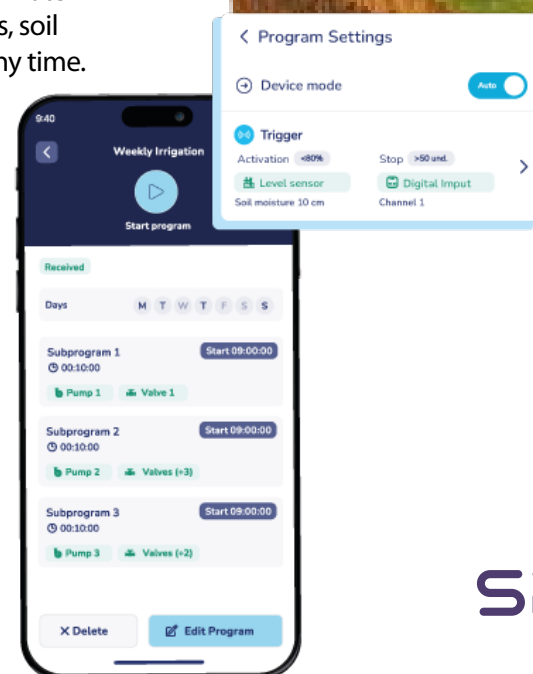 s, soil
ny time.
Program Settings
Device mode
Auto
Trigger
Activation <80% Stop >50 und.
Level sensor Digital Imput
Soil moisture 10 cm Channel 1
9:40
Weekly Irrigation
Start program
Received
Days M T W T F S S
Subprogram 1 Start 09:00:00
00:10:00
Pump 1 Valve 1
Subprogram 2 Start 09:00:00
00:10:00
Pump 2 Valves (+3)
Subprogram 3 Start 09:00:00
00:10:00
Pump 3 Valves (+2)
Delete Edit Program